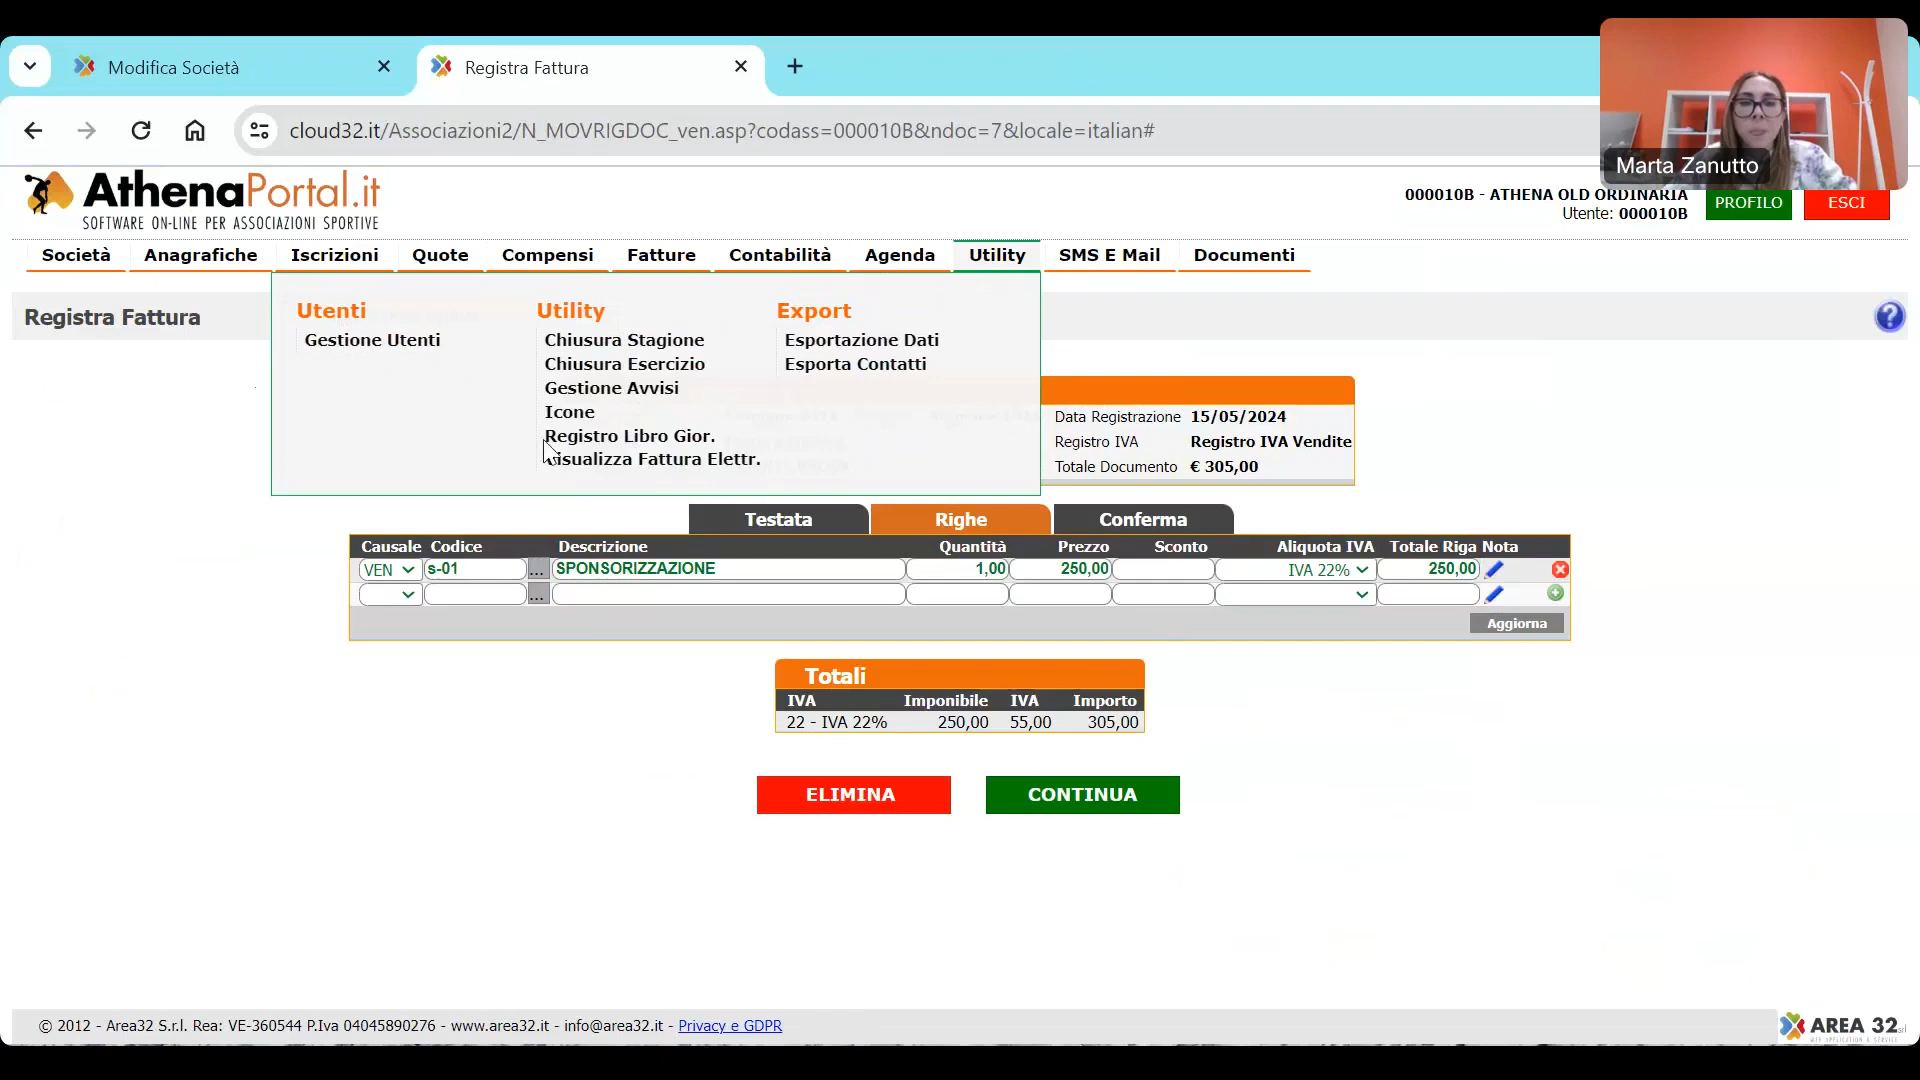 Modifica Società
Registra Fattura
cloud32.it/Associazioni2/N_MOVRIGDOC_ven.asp?codass=000010B&ndoc=7&locale=italian#
Marta Zanutto
AthenaPortal.it
SOFTWARE ON-LINE PER ASSOCIAZIONI SPORTIVE
000010B - ATHENA OLD ORDINARIA
Utente: 000010B
PROFILO
ESCI
Società Anagrafiche Iscrizioni Quote Compensi Fatture Contabilità Agenda Utility SMS E Mail Documenti
Registra Fattura
Utenti
Gestione Utenti
Utility
Chiusura Stagione
Chiusura Esercizio
Gestione Avvisi
Icone
Registro Libro Gior.
Visualizza Fattura Elettr.
Export
Esportazione Dati
Esporta Contatti
Data Registrazione 15/05/2024
Registro IVA Registro IVA Vendite
Totale Documento € 305,00
Testata Righe Conferma
Causale Codice Descrizione Quantità Prezzo Sconto Aliquota IVA Totale Riga Nota
VEN s-01 ... SPONSORIZZAZIONE 1,00 250,00 IVA 22% 250,00
...
Aggiorna
Totali
IVA Imponibile IVA Importo
22 - IVA 22% 250,00 55,00 305,00
ELIMINA CONTINUA
© 2012 - Area32 S.r.l. Rea: VE-360544 P.Iva 04045890276 - www.area32.it - info@area32.it - Privacy e GDPR
AREA 32